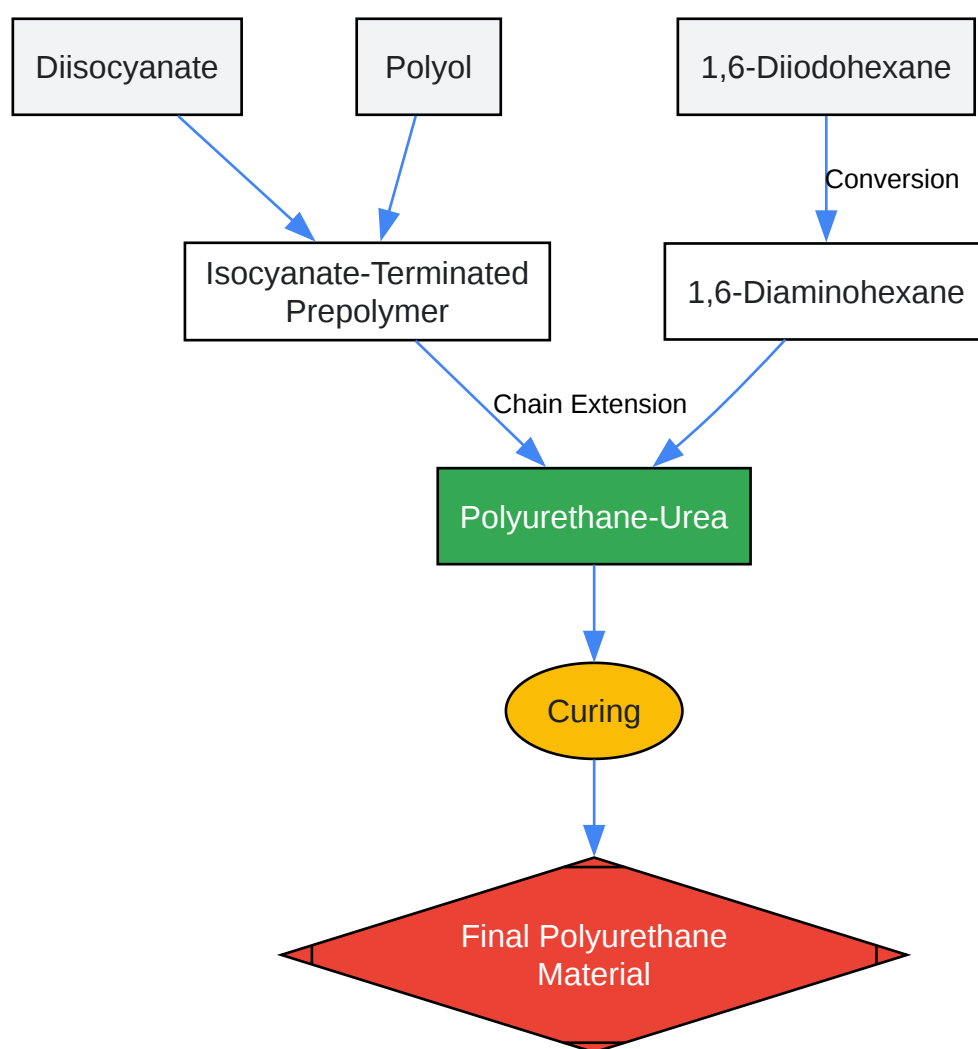 Diisocyanate
Polyol
1,6-Diiodohexane
Conversion
Isocyanate-Terminated
Prepolymer
1,6-Diaminohexane
Chain Extension
Polyurethane-Urea
Curing
Final Polyurethane
Material